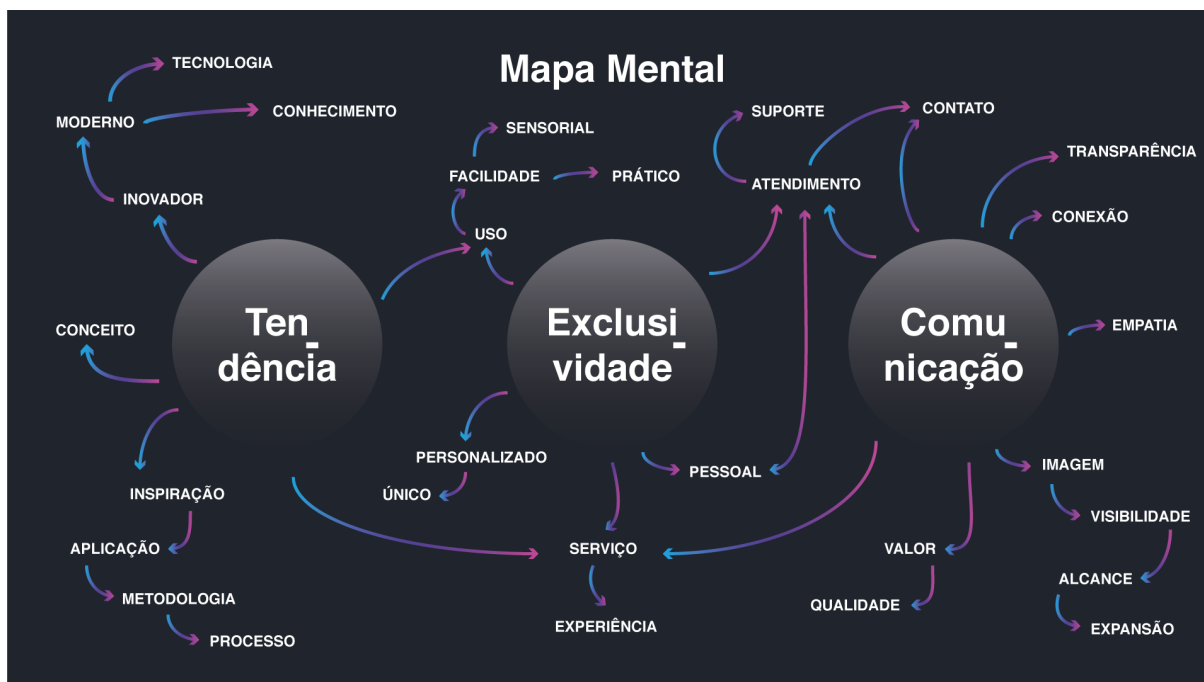 Mapa Mental
TECNOLOGIA
CONHECIMENTO
MODERNO
INOVADOR
SENSORIAL
FACILIDADE
PRÁTICO
USO
SUPORTE
CONTATO
ATENDIMENTO
TRANSPARÊNCIA
CONEXÃO
CONCEITO
Ten-
dência
Exclusi-
vidade
Comu-
nicação
EMPATIA
INSPIRAÇÃO
APLICAÇÃO
METODOLOGIA
PROCESSO
PERSONALIZADO
ÚNICO
PESSOAL
SERVIÇO
EXPERIÊNCIA
VALOR
QUALIDADE
IMAGEM
VISIBILIDADE
ALCANCE
EXPANSÃO